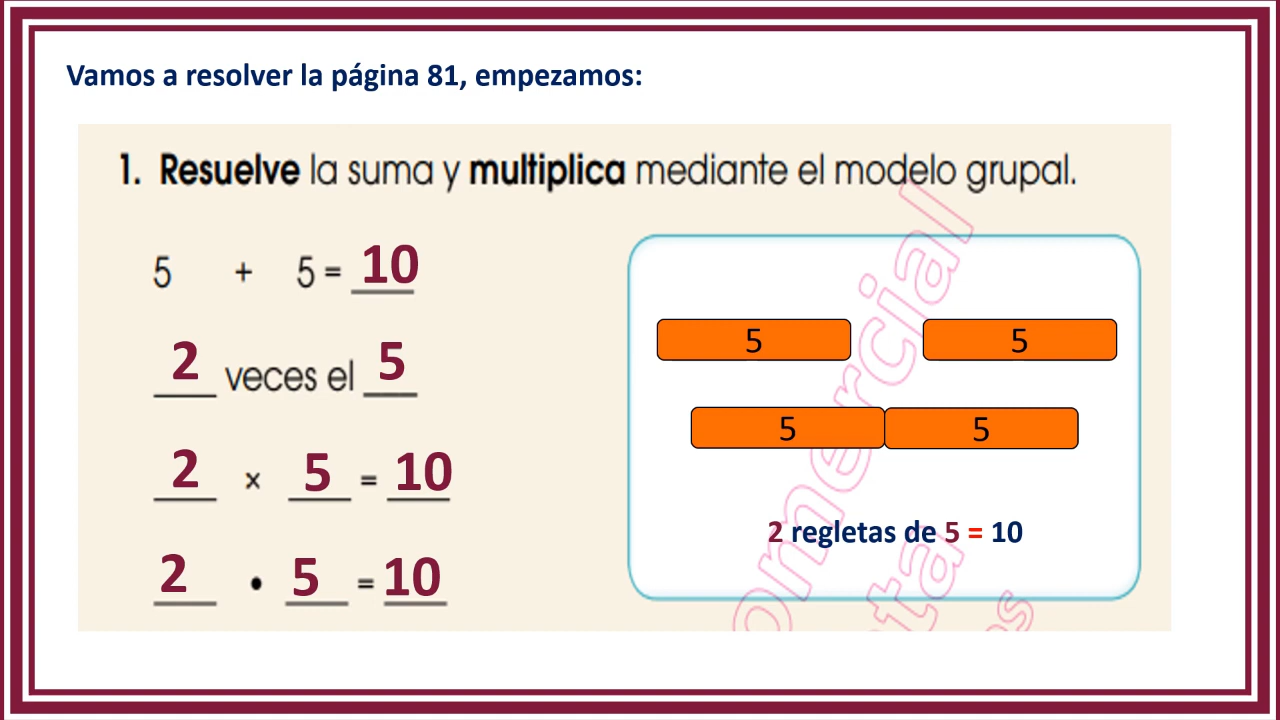 Vamos a resolver la página 81, empezamos:
1. Resuelve la suma y multiplica mediante el modelo grupal.
5 + 5 = 10
2 veces el 5
2 × 5 = 10
2 • 5 = 10
5 5
5 5
2 regletas de 5 = 10